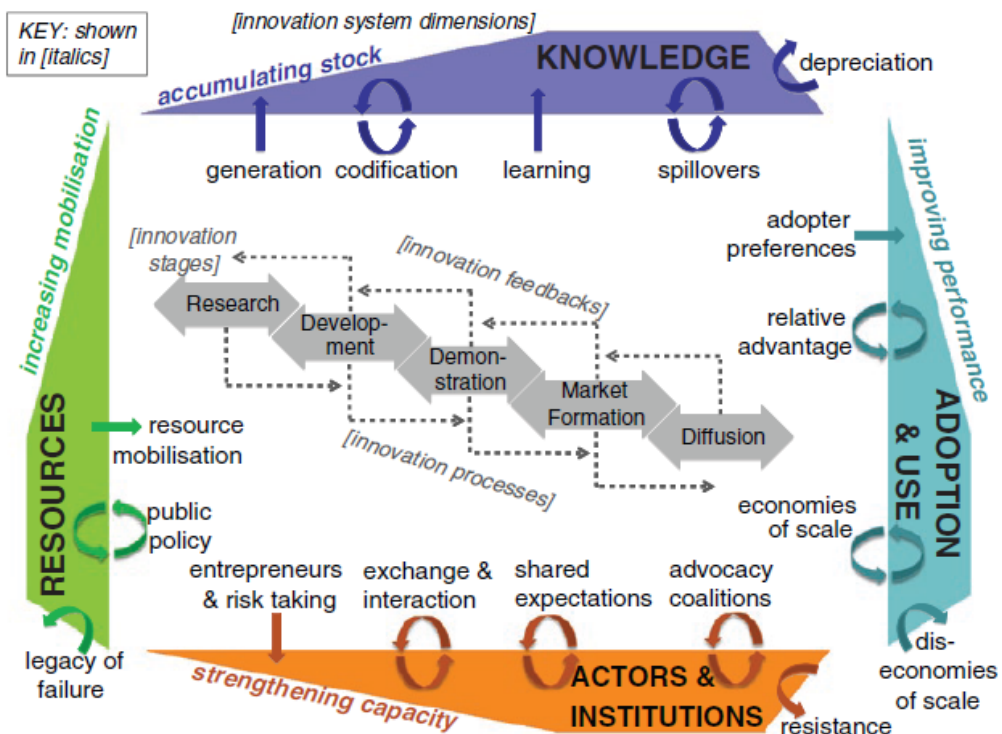 KEY: shown
in [italics]
[innovation system dimensions]
KNOWLEDGE
accumulating stock
depreciation
generation
codification
learning
spillovers
increasing mobilisation
RESOURCES
resource
mobilisation
public
policy
legacy of
failure
[innovation
stages]
[innovation feedbacks]
Research
Develop-
ment
Demon-
stration
Market
Formation
Diffusion
[innovation processes]
adopter
preferences
relative
advantage
economies
of scale
improving performance
ADOPTION
& USE
dis-
economies
of scale
entrepreneurs
& risk taking
exchange &
interaction
shared
expectations
advocacy
coalitions
strengthening capacity
ACTORS &
INSTITUTIONS
resistance